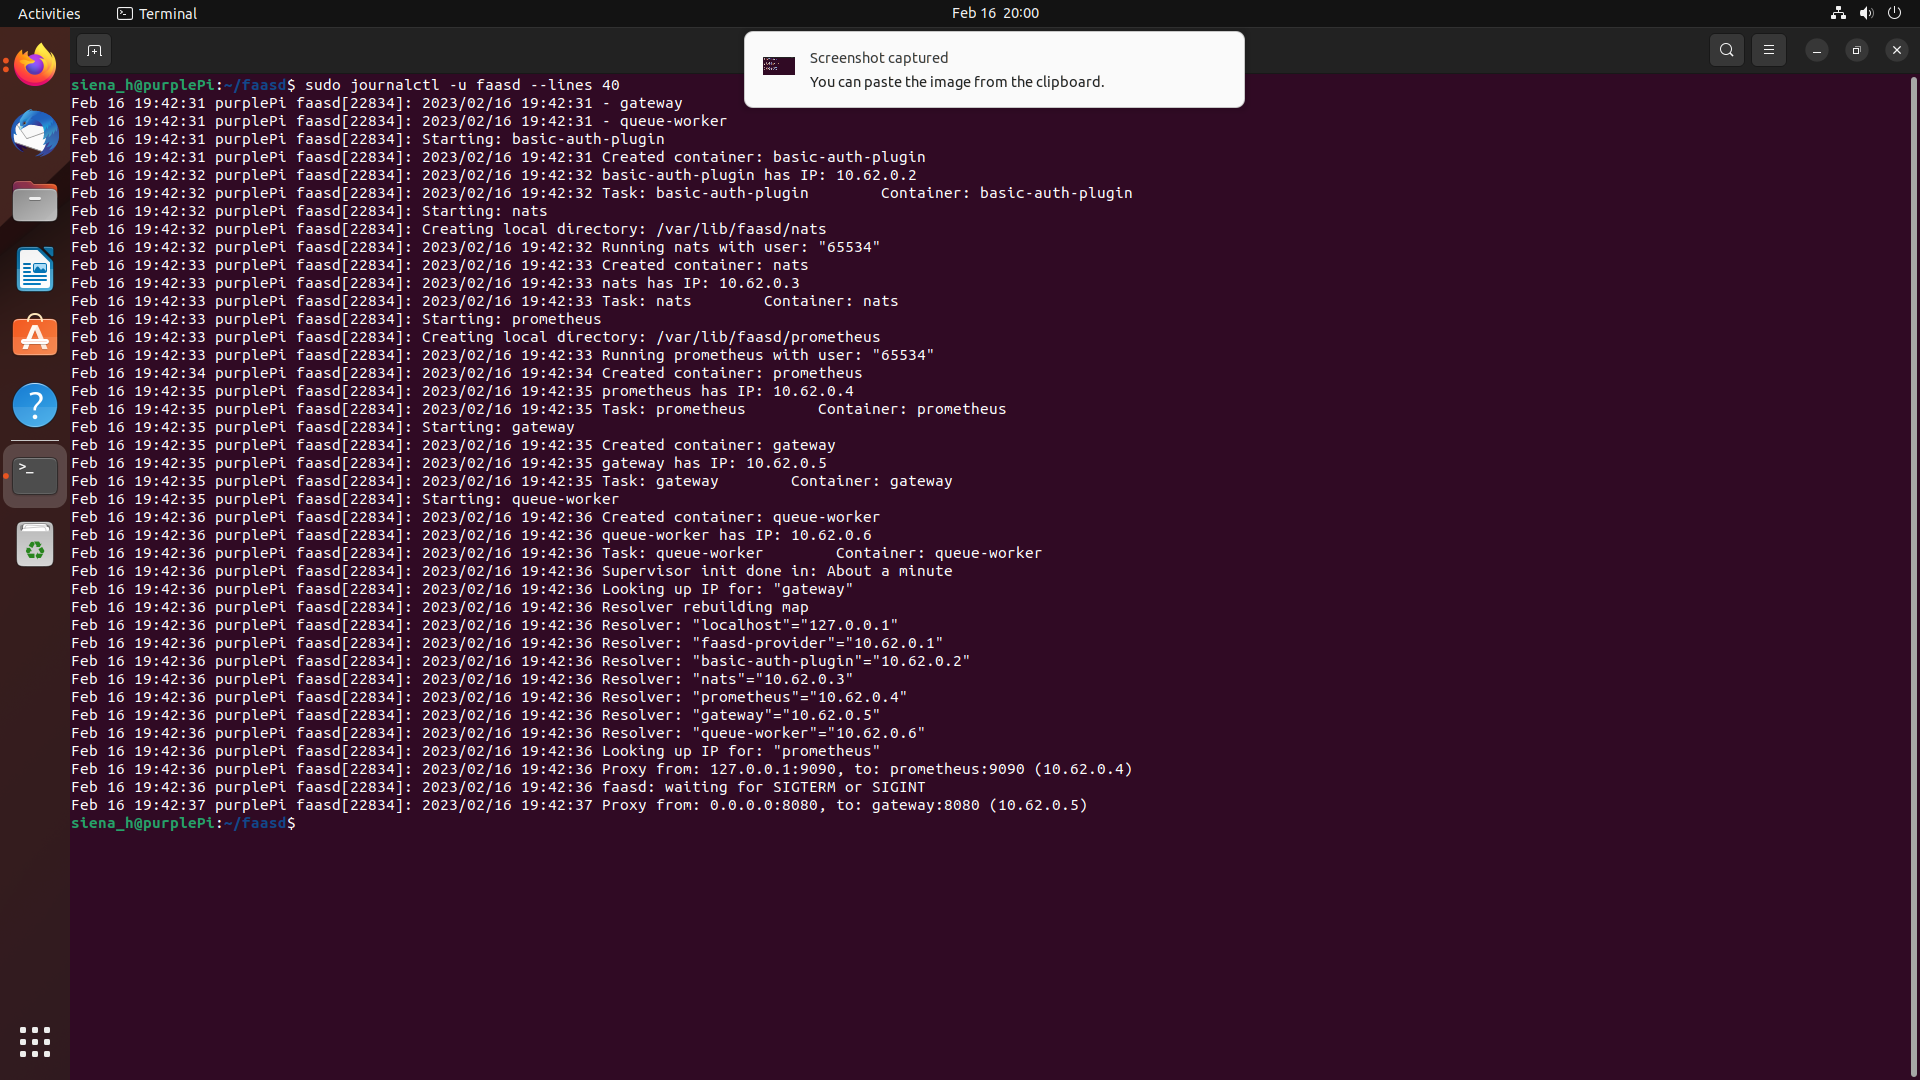 Activities
Terminal
Feb 16 20:00
Screenshot captured
You can paste the image from the clipboard.
siena_h@purplePi:~/faasd$ sudo journalctl -u faasd --lines 40
Feb 16 19:42:31 purplePi faasd[22834]: 2023/02/16 19:42:31 - gateway
Feb 16 19:42:31 purplePi faasd[22834]: 2023/02/16 19:42:31 - queue-worker
Feb 16 19:42:31 purplePi faasd[22834]: Starting: basic-auth-plugin
Feb 16 19:42:31 purplePi faasd[22834]: 2023/02/16 19:42:31 Created container: basic-auth-plugin
Feb 16 19:42:32 purplePi faasd[22834]: 2023/02/16 19:42:32 basic-auth-plugin has IP: 10.62.0.2
Feb 16 19:42:32 purplePi faasd[22834]: 2023/02/16 19:42:32 Task: basic-auth-plugin        Container: basic-auth-plugin
Feb 16 19:42:32 purplePi faasd[22834]: Starting: nats
Feb 16 19:42:32 purplePi faasd[22834]: Creating local directory: /var/lib/faasd/nats
Feb 16 19:42:32 purplePi faasd[22834]: 2023/02/16 19:42:32 Running nats with user: "65534"
Feb 16 19:42:33 purplePi faasd[22834]: 2023/02/16 19:42:33 Created container: nats
Feb 16 19:42:33 purplePi faasd[22834]: 2023/02/16 19:42:33 nats has IP: 10.62.0.3
Feb 16 19:42:33 purplePi faasd[22834]: 2023/02/16 19:42:33 Task: nats        Container: nats
Feb 16 19:42:33 purplePi faasd[22834]: Starting: prometheus
Feb 16 19:42:33 purplePi faasd[22834]: Creating local directory: /var/lib/faasd/prometheus
Feb 16 19:42:33 purplePi faasd[22834]: 2023/02/16 19:42:33 Running prometheus with user: "65534"
Feb 16 19:42:34 purplePi faasd[22834]: 2023/02/16 19:42:34 Created container: prometheus
Feb 16 19:42:35 purplePi faasd[22834]: 2023/02/16 19:42:35 prometheus has IP: 10.62.0.4
Feb 16 19:42:35 purplePi faasd[22834]: 2023/02/16 19:42:35 Task: prometheus        Container: prometheus
Feb 16 19:42:35 purplePi faasd[22834]: Starting: gateway
Feb 16 19:42:35 purplePi faasd[22834]: 2023/02/16 19:42:35 Created container: gateway
Feb 16 19:42:35 purplePi faasd[22834]: 2023/02/16 19:42:35 gateway has IP: 10.62.0.5
Feb 16 19:42:35 purplePi faasd[22834]: 2023/02/16 19:42:35 Task: gateway        Container: gateway
Feb 16 19:42:35 purplePi faasd[22834]: Starting: queue-worker
Feb 16 19:42:36 purplePi faasd[22834]: 2023/02/16 19:42:36 Created container: queue-worker
Feb 16 19:42:36 purplePi faasd[22834]: 2023/02/16 19:42:36 queue-worker has IP: 10.62.0.6
Feb 16 19:42:36 purplePi faasd[22834]: 2023/02/16 19:42:36 Task: queue-worker        Container: queue-worker
Feb 16 19:42:36 purplePi faasd[22834]: 2023/02/16 19:42:36 Supervisor init done in: About a minute
Feb 16 19:42:36 purplePi faasd[22834]: 2023/02/16 19:42:36 Looking up IP for: "gateway"
Feb 16 19:42:36 purplePi faasd[22834]: 2023/02/16 19:42:36 Resolver rebuilding map
Feb 16 19:42:36 purplePi faasd[22834]: 2023/02/16 19:42:36 Resolver: "localhost"="127.0.0.1"
Feb 16 19:42:36 purplePi faasd[22834]: 2023/02/16 19:42:36 Resolver: "faasd-provider"="10.62.0.1"
Feb 16 19:42:36 purplePi faasd[22834]: 2023/02/16 19:42:36 Resolver: "basic-auth-plugin"="10.62.0.2"
Feb 16 19:42:36 purplePi faasd[22834]: 2023/02/16 19:42:36 Resolver: "nats"="10.62.0.3"
Feb 16 19:42:36 purplePi faasd[22834]: 2023/02/16 19:42:36 Resolver: "prometheus"="10.62.0.4"
Feb 16 19:42:36 purplePi faasd[22834]: 2023/02/16 19:42:36 Resolver: "gateway"="10.62.0.5"
Feb 16 19:42:36 purplePi faasd[22834]: 2023/02/16 19:42:36 Resolver: "queue-worker"="10.62.0.6"
Feb 16 19:42:36 purplePi faasd[22834]: 2023/02/16 19:42:36 Looking up IP for: "prometheus"
Feb 16 19:42:36 purplePi faasd[22834]: 2023/02/16 19:42:36 Proxy from: 127.0.0.1:9090, to: prometheus:9090 (10.62.0.4)
Feb 16 19:42:36 purplePi faasd[22834]: 2023/02/16 19:42:36 faasd: waiting for SIGTERM or SIGINT
Feb 16 19:42:37 purplePi faasd[22834]: 2023/02/16 19:42:37 Proxy from: 0.0.0.0:8080, to: gateway:8080 (10.62.0.5)
siena_h@purplePi:~/faasd$